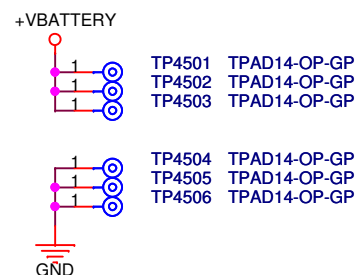 +VBATTERY
1 TP4501 TPAD14-OP-GP
1 TP4502 TPAD14-OP-GP
1 TP4503 TPAD14-OP-GP
1 TP4504 TPAD14-OP-GP
1 TP4505 TPAD14-OP-GP
1 TP4506 TPAD14-OP-GP
GND